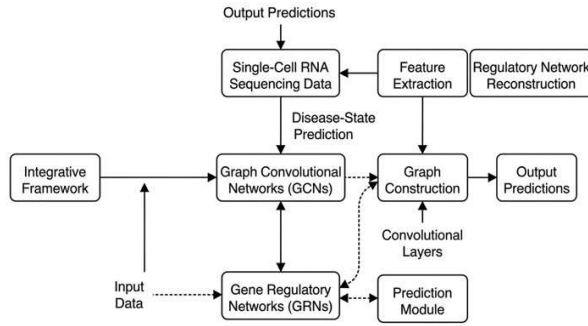 Output Predictions
Single-Cell RNA
Sequencing Data
Feature
Extraction
Regulatory Network
Reconstruction
Disease-State
Prediction
Integrative
Framework
Graph Convolutional
Networks (GCNs)
Graph
Construction
Output
Predictions
Convolutional
Layers
Input
Data
Gene Regulatory
Networks (GRNs)
Prediction
Module